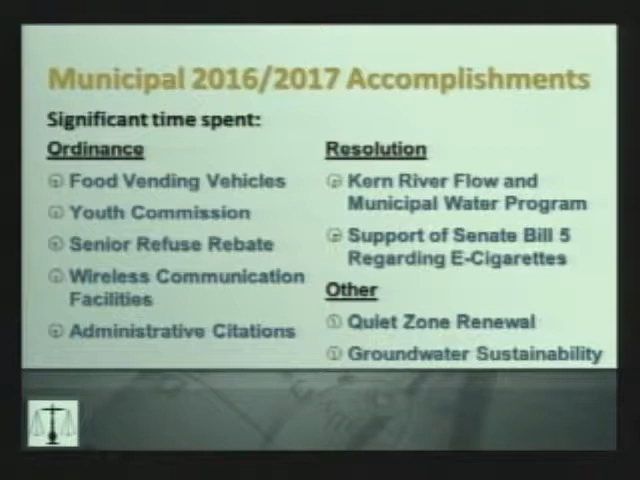 Municipal 2016/2017 Accomplishments
Significant time spent:
Ordinance
Food Vending Vehicles
Youth Commission
Senior Refuse Rebate
Wireless Communication
Facilities
Administrative Citations
Resolution
Kern River Flow and
Municipal Water Program
Support of Senate Bill 5
Regarding E-Cigarettes
Other
Quiet Zone Renewal
Groundwater Sustainability